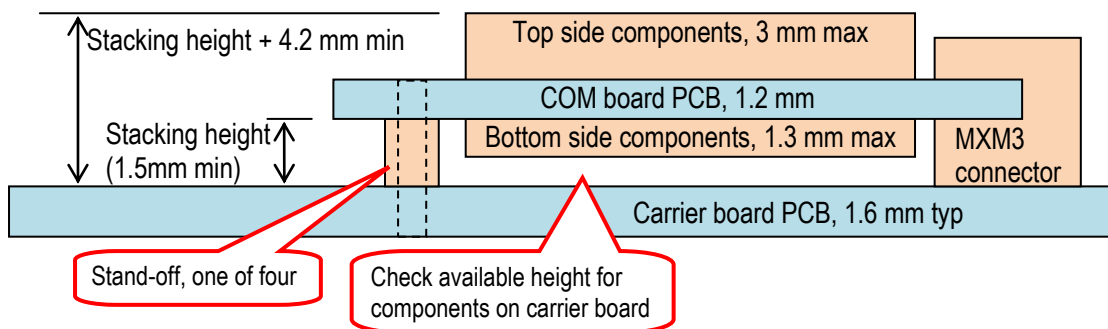 Stacking height + 4.2 mm min
Top side components, 3 mm max
COM board PCB, 1.2 mm
Stacking height
(1.5mm min)
Bottom side components, 1.3 mm max
MXM3
connector
Carrier board PCB, 1.6 mm typ
Stand-off, one of four
Check available height for
components on carrier board